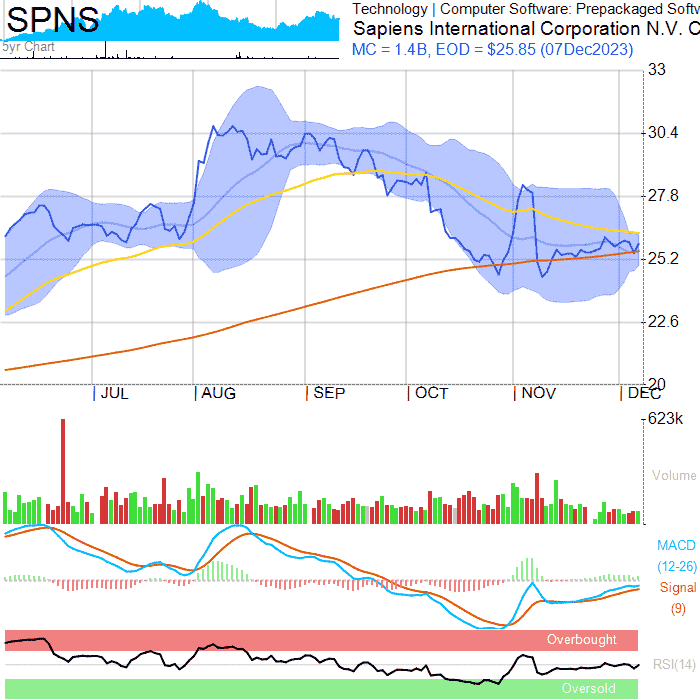 SPNS
5yr Chart
Technology | Computer Software: Prepackaged Softw
Sapiens International Corporation N.V. C
MC = 1.4B, EOD = $25.85 (07Dec2023)
33
30.4
27.8
25.2
22.6
20
JUL
AUG
SEP
OCT
NOV
DEC
623k
Volume
MACD
(12-26)
Signal
(9)
Overbought
RSI(14)
Oversold